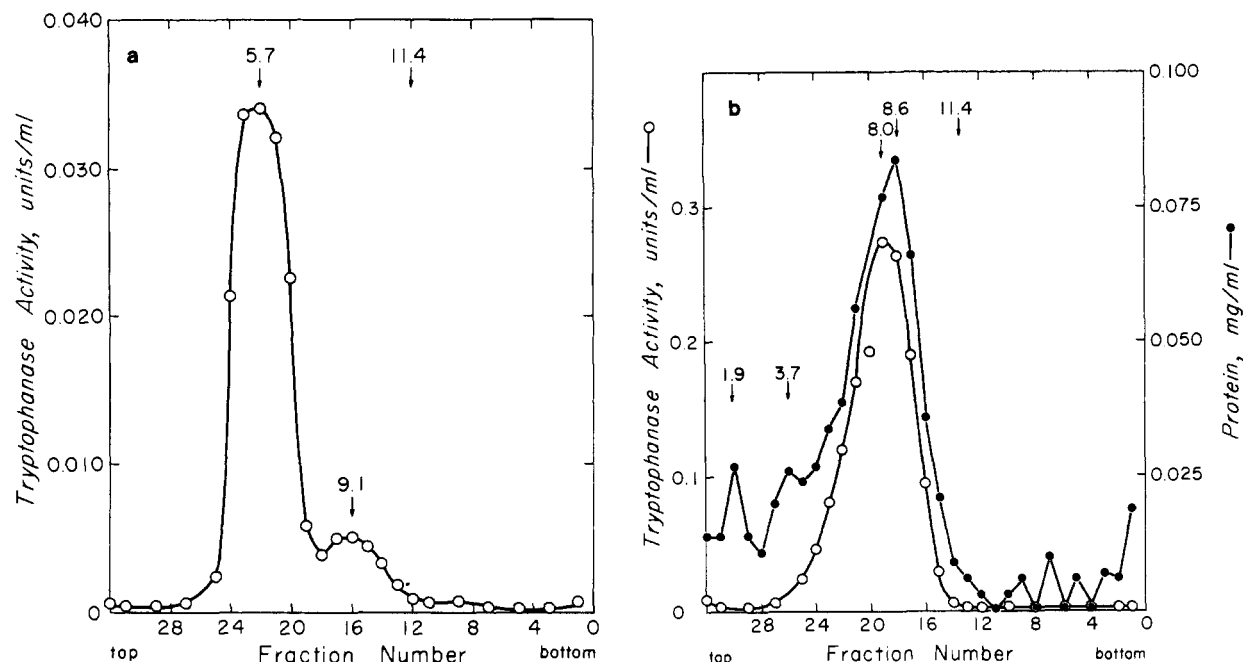 a
0.040
0.030
0.020
0.010
0
Tryptophanase Activity, units/ml
5.7
11.4
9.1
28 24 20 16 12 8 4 0
top Fraction Number bottom
b
0.3
0.2
0.1
0
Tryptophanase Activity, units/ml
1.9
3.7
8.0
8.6
11.4
0.100
0.075
0.050
0.025
Protein, mg/ml
28 24 20 16 12 8 4 0
top Fraction Number bottom